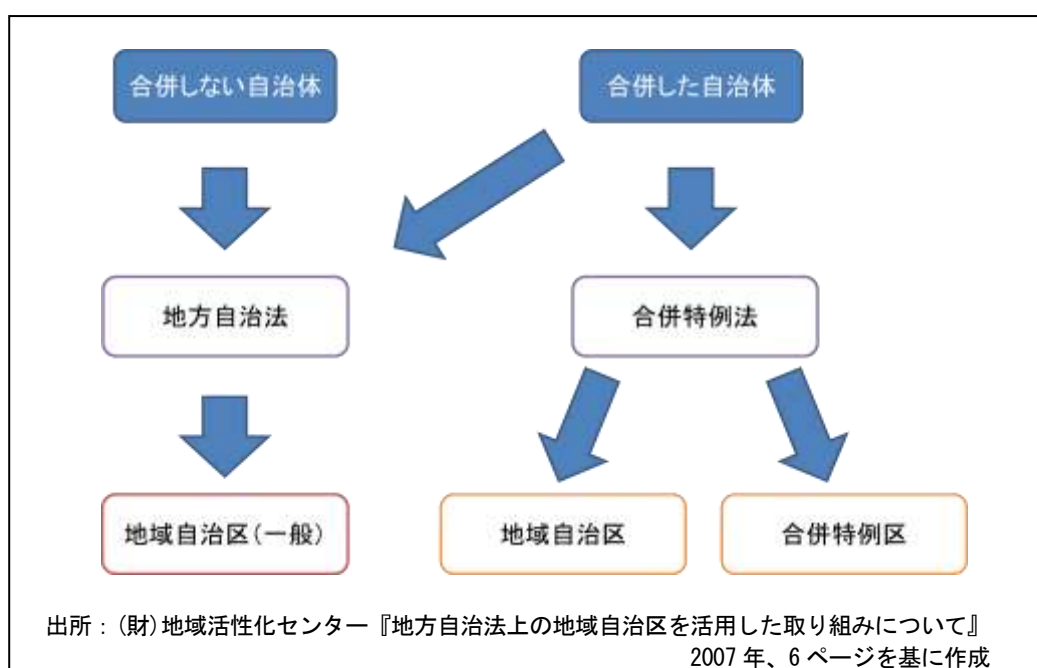 合併しない自治体
合併した自治体
地方自治法
合併特例法
地域自治区(一般)
地域自治区
合併特例区
出所：(財)地域活性化センター『地方自治法上の地域自治区を活用した取り組みについて』
2007年、6ページを基に作成